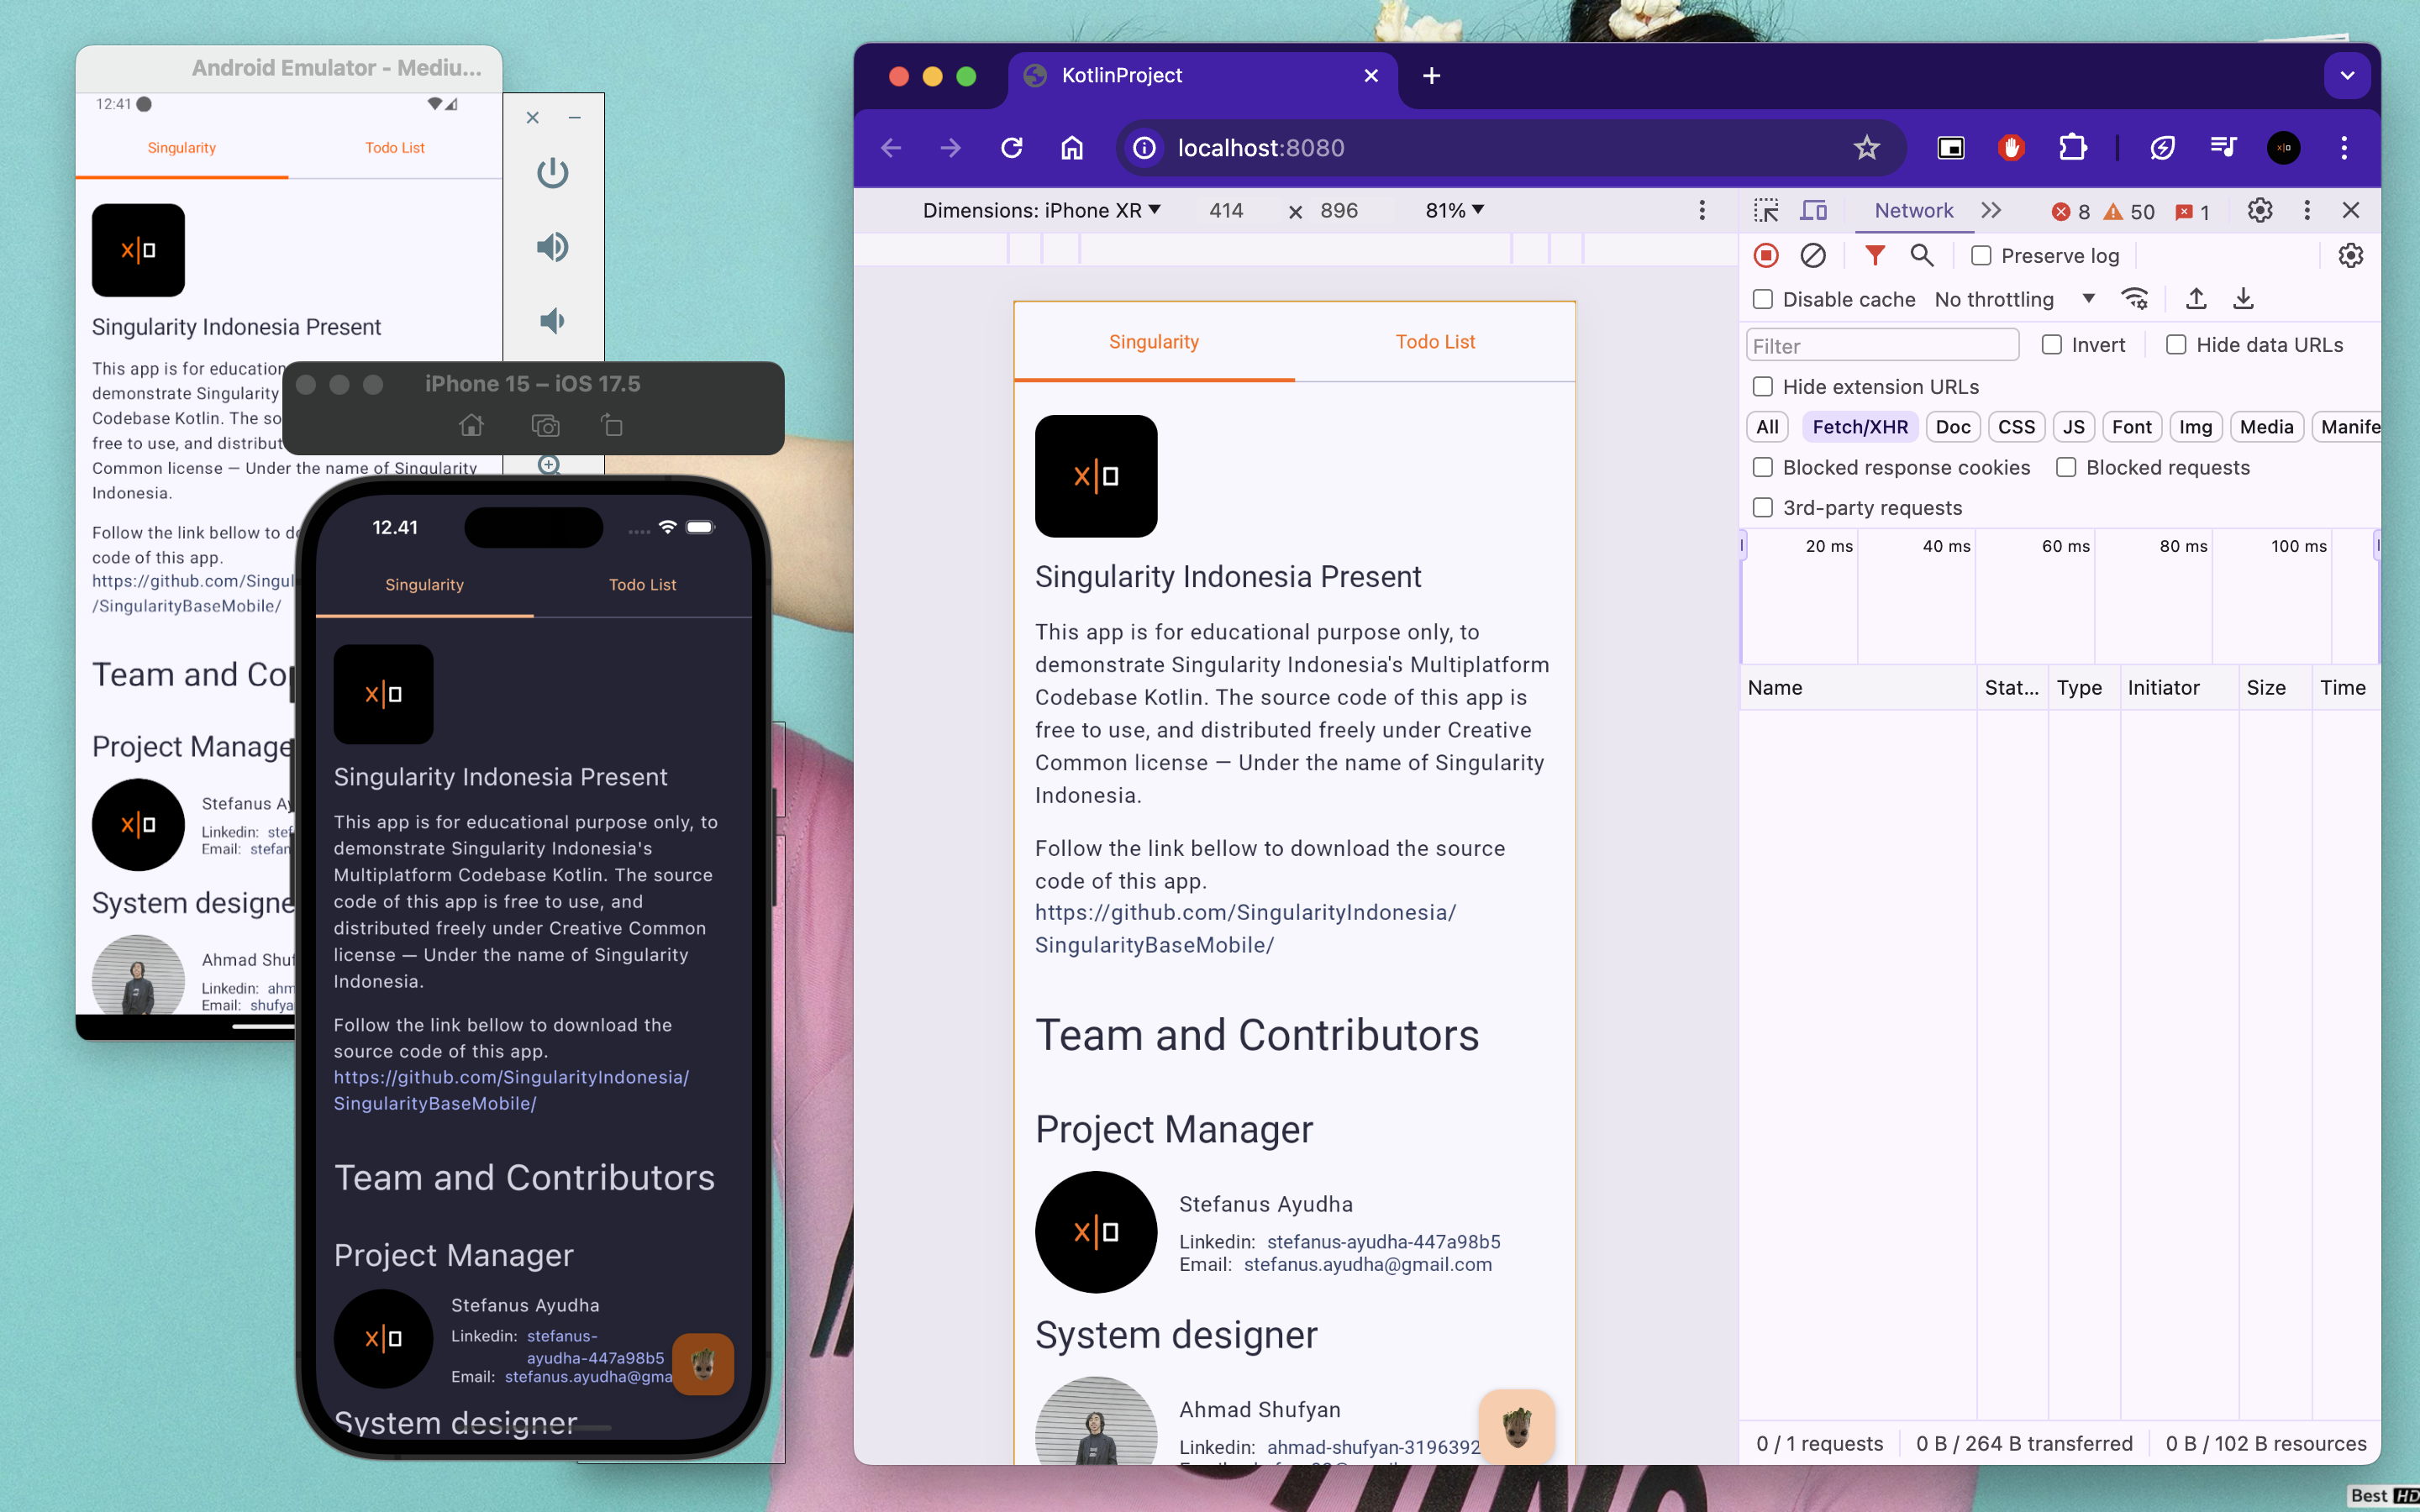 Android Emulator - Mediu...
12:41
Singularity
Todo List
x|o
Singularity Indonesia Present
This app is for education
demonstrate Singularity
Codebase Kotlin. The so
free to use, and distribut
Common license — Under the name of Singularity
Indonesia.
Follow the link bellow to do
code of this app.
https://github.com/Singul
/SingularityBaseMobile/
Team and Co
Project Manage
x|o
Stefanus Ay
Linkedin: stef
Email: stefan
System designe
Ahmad Shuf
Linkedin: ahm
Email: shufya
iPhone 15 – iOS 17.5
12.41
Singularity
Todo List
x|o
Singularity Indonesia Present
This app is for educational purpose only, to
demonstrate Singularity Indonesia's
Multiplatform Codebase Kotlin. The source
code of this app is free to use, and
distributed freely under Creative Common
license — Under the name of Singularity
Indonesia.
Follow the link bellow to download the
source code of this app.
https://github.com/SingularityIndonesia/
SingularityBaseMobile/
Team and Contributors
Project Manager
x|o
Stefanus Ayudha
Linkedin: stefanus-
ayudha-447a98b5
Email: stefanus.ayudha@gma
System designer
KotlinProject
localhost:8080
Dimensions: iPhone XR 414 × 896 81%
Singularity
Todo List
x|o
Singularity Indonesia Present
This app is for educational purpose only, to
demonstrate Singularity Indonesia's Multiplatform
Codebase Kotlin. The source code of this app is
free to use, and distributed freely under Creative
Common license — Under the name of Singularity
Indonesia.
Follow the link bellow to download the source
code of this app.
https://github.com/SingularityIndonesia/
SingularityBaseMobile/
Team and Contributors
Project Manager
x|o
Stefanus Ayudha
Linkedin: stefanus-ayudha-447a98b5
Email: stefanus.ayudha@gmail.com
System designer
Ahmad Shufyan
Linkedin: ahmad-shufyan-3196392
Network 8 50 1
Preserve log
Disable cache No throttling
Filter Invert Hide data URLs
Hide extension URLs
All Fetch/XHR Doc CSS JS Font Img Media Manife
Blocked response cookies Blocked requests
3rd-party requests
20 ms 40 ms 60 ms 80 ms 100 ms
Name Stat... Type Initiator Size Time
0 / 1 requests 0 B / 264 B transferred 0 B / 102 B resources
Best HD